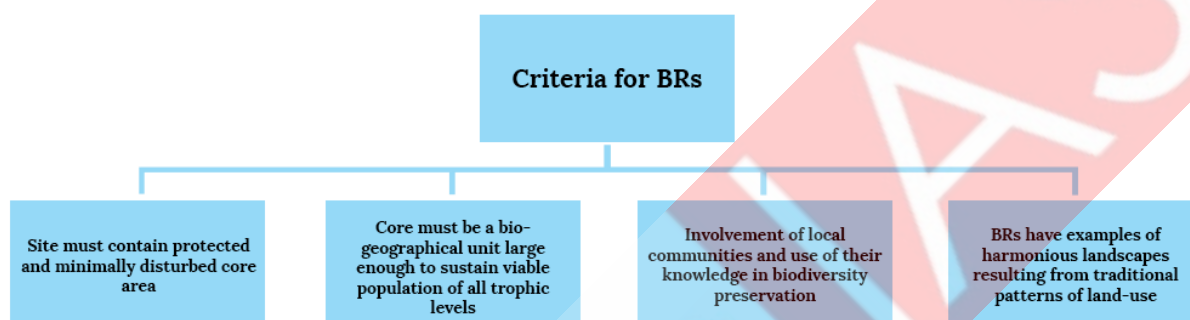 Criteria for BRs
Site must contain protected
and minimally disturbed core
area
Core must be a bio-
geographical unit large
enough to sustain viable
population of all trophic
levels
Involvement of local
communities and use of their
knowledge in biodiversity
preservation
BRs have examples of
harmonious landscapes
resulting from traditional
patterns of land-use
IAS